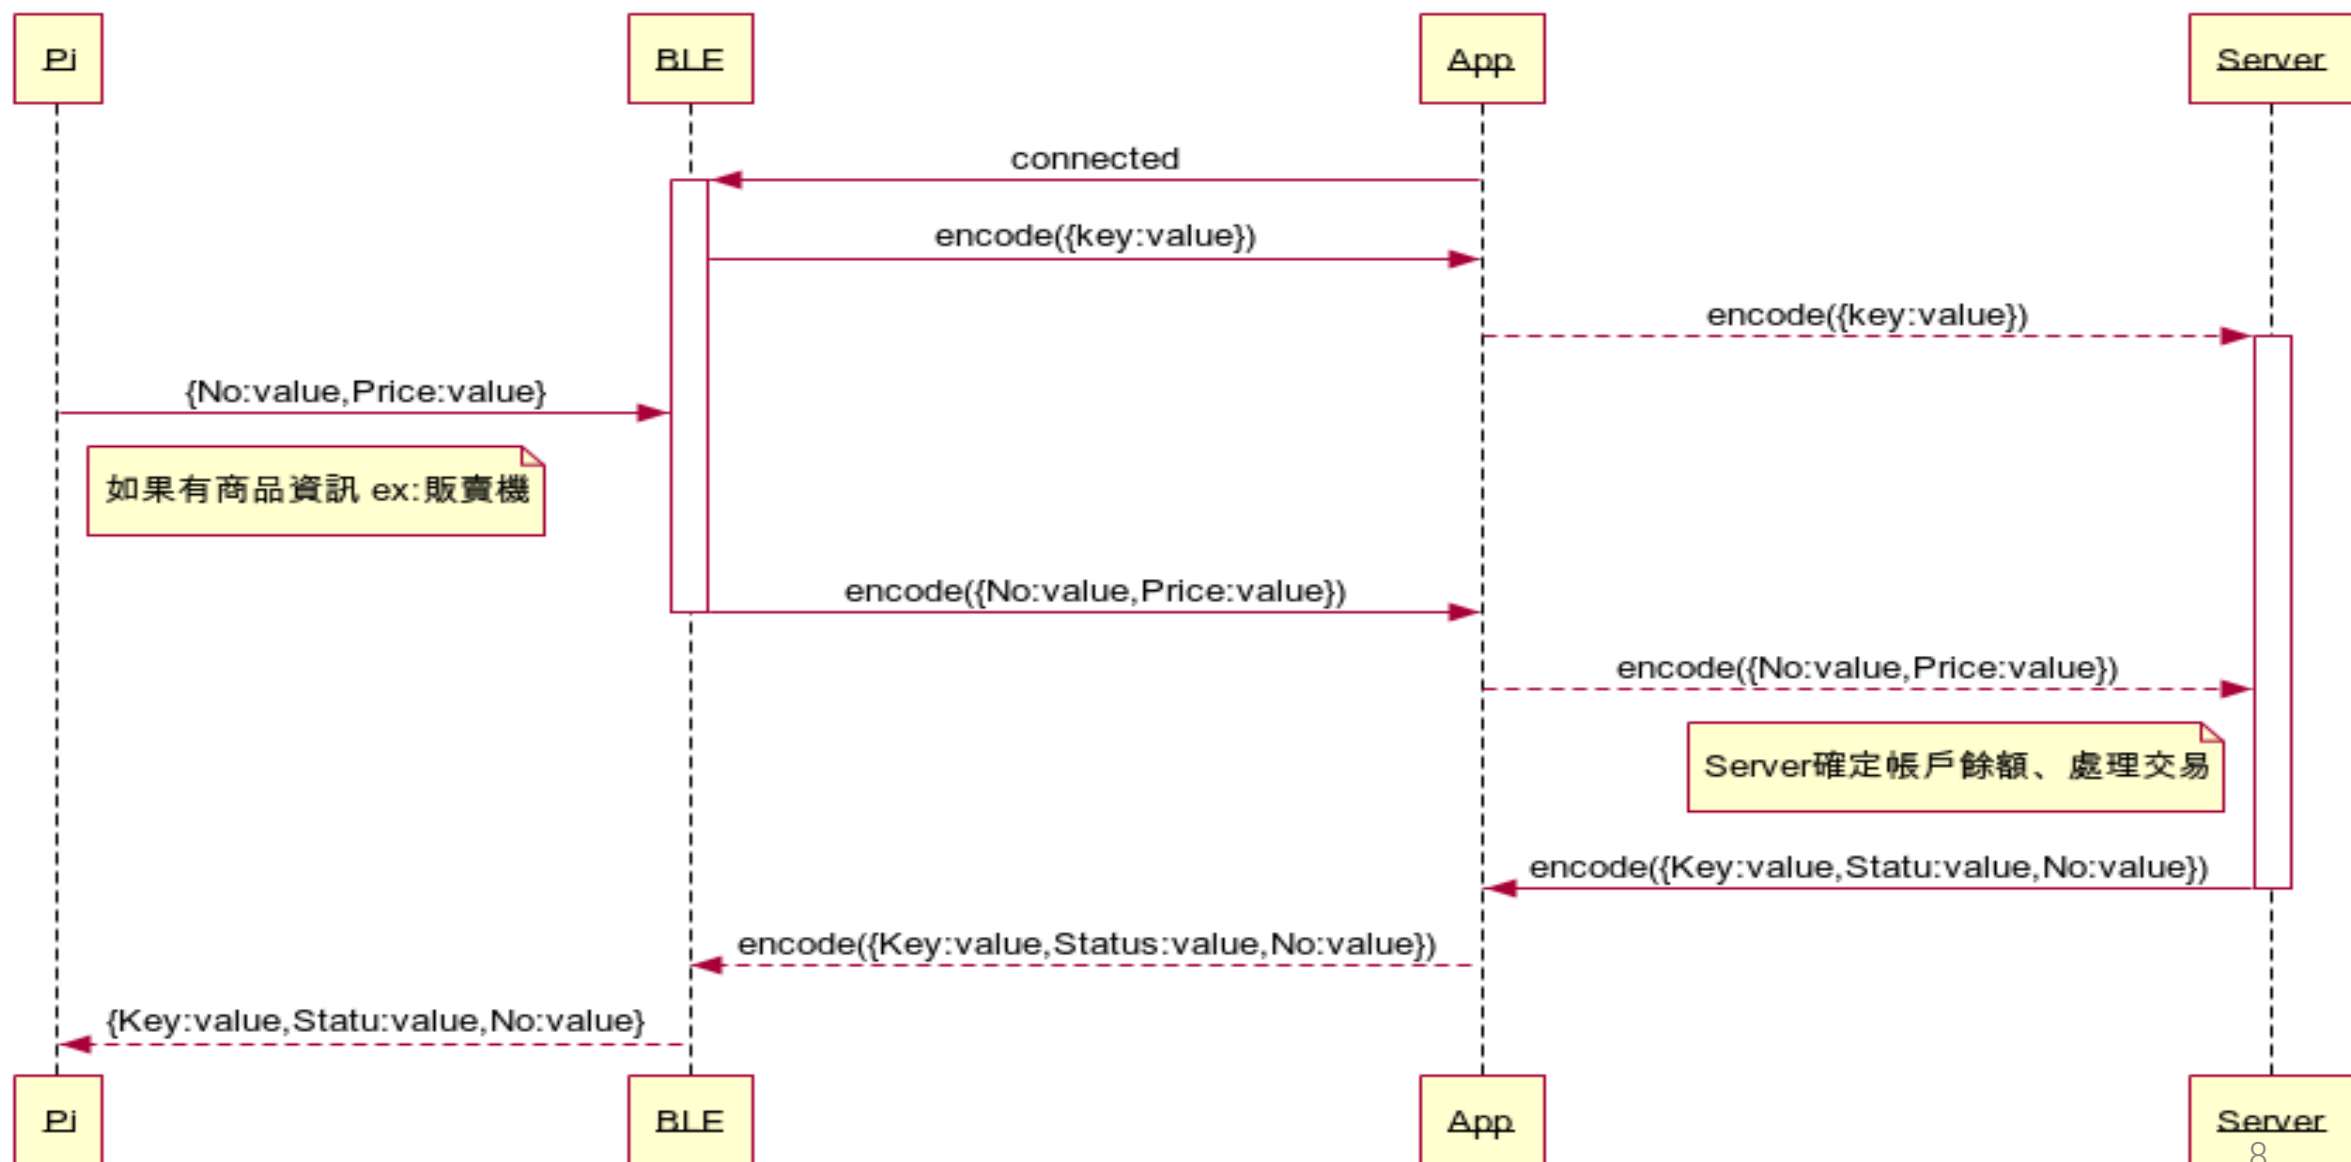 Pi
BLE
App
Server
connected
encode({key:value})
encode({key:value})
{No:value,Price:value}
如果有商品資訊 ex:販賣機
encode({No:value,Price:value})
encode({No:value,Price:value})
Server確定帳戶餘額、處理交易
encode({Key:value,Statu:value,No:value})
encode({Key:value,Status:value,No:value})
{Key:value,Statu:value,No:value}
Pi
BLE
App
Server
8